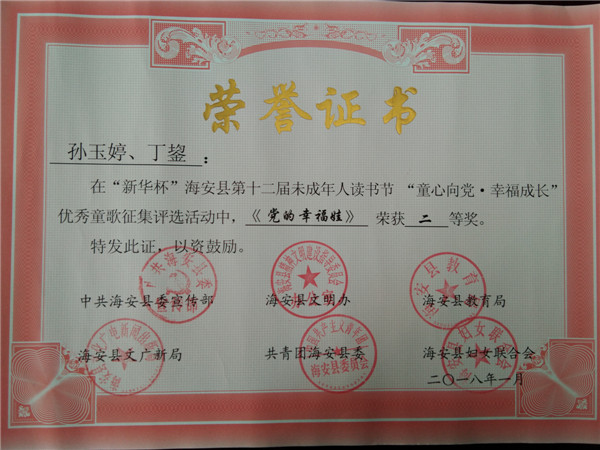 荣誉证书
孙玉婷、丁鋆：
在“新华杯”海安县第十二届未成年人读书节 “童心向党·幸福成长”
优秀童歌征集评选活动中，《党的幸福娃》 荣获 二 等奖。
特发此证，以资鼓励。
中共海安县委宣传部 海安县文明办 海安县教育局
海安县文广新局 共青团海安县委 海安县妇女联合会
二〇一八年一月